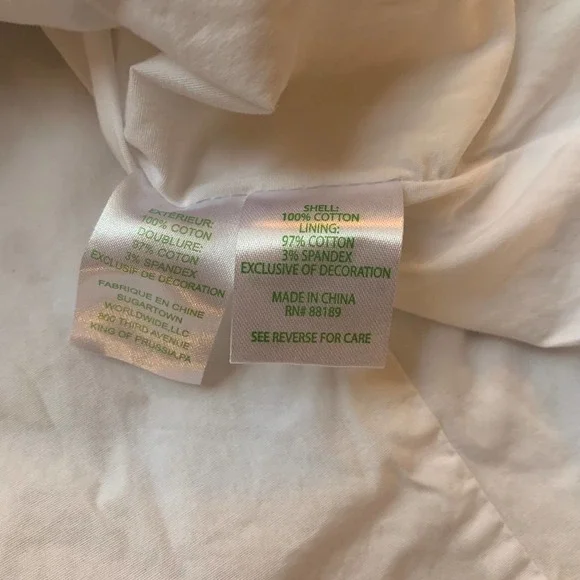 EXTÉRIEUR:
100% COTON
DOUBLURE:
97% COTON
3% SPANDEX
EXCLUSIF DE DECORATION
FABRIQUE EN CHINE
SUGARTOWN
WORLDWIDE,LLC
800 THIRD AVENUE
KING OF PRUSSIA,PA
SHELL:
100% COTTON
LINING:
97% COTTON
3% SPANDEX
EXCLUSIVE OF DECORATION
MADE IN CHINA
RN# 88189
SEE REVERSE FOR CARE